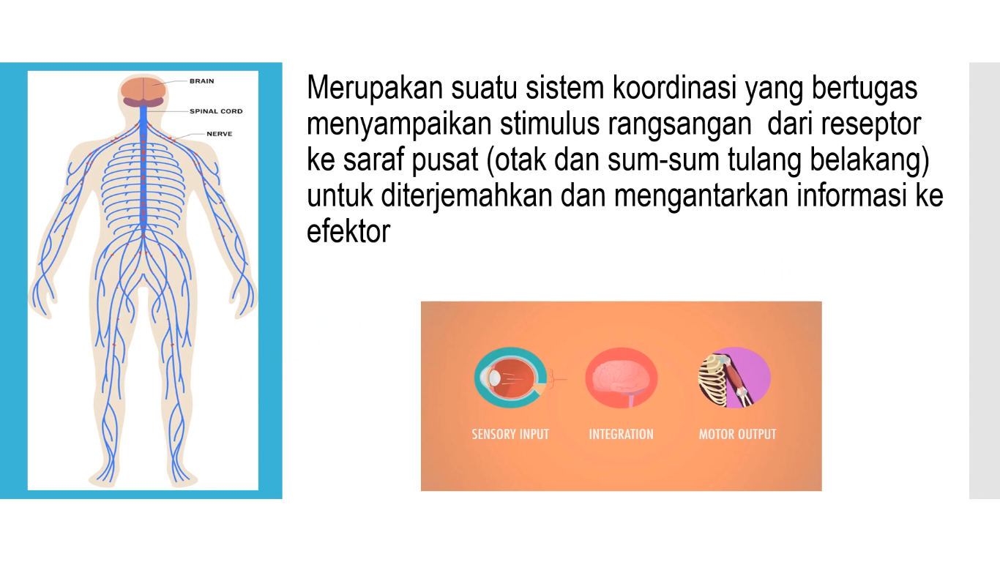 BRAIN
SPINAL CORD
NERVE
Merupakan suatu sistem koordinasi yang bertugas
menyampaikan stimulus rangsangan  dari reseptor
ke saraf pusat (otak dan sum-sum tulang belakang)
untuk diterjemahkan dan mengantarkan informasi ke
efektor
SENSORY INPUT
INTEGRATION
MOTOR OUTPUT